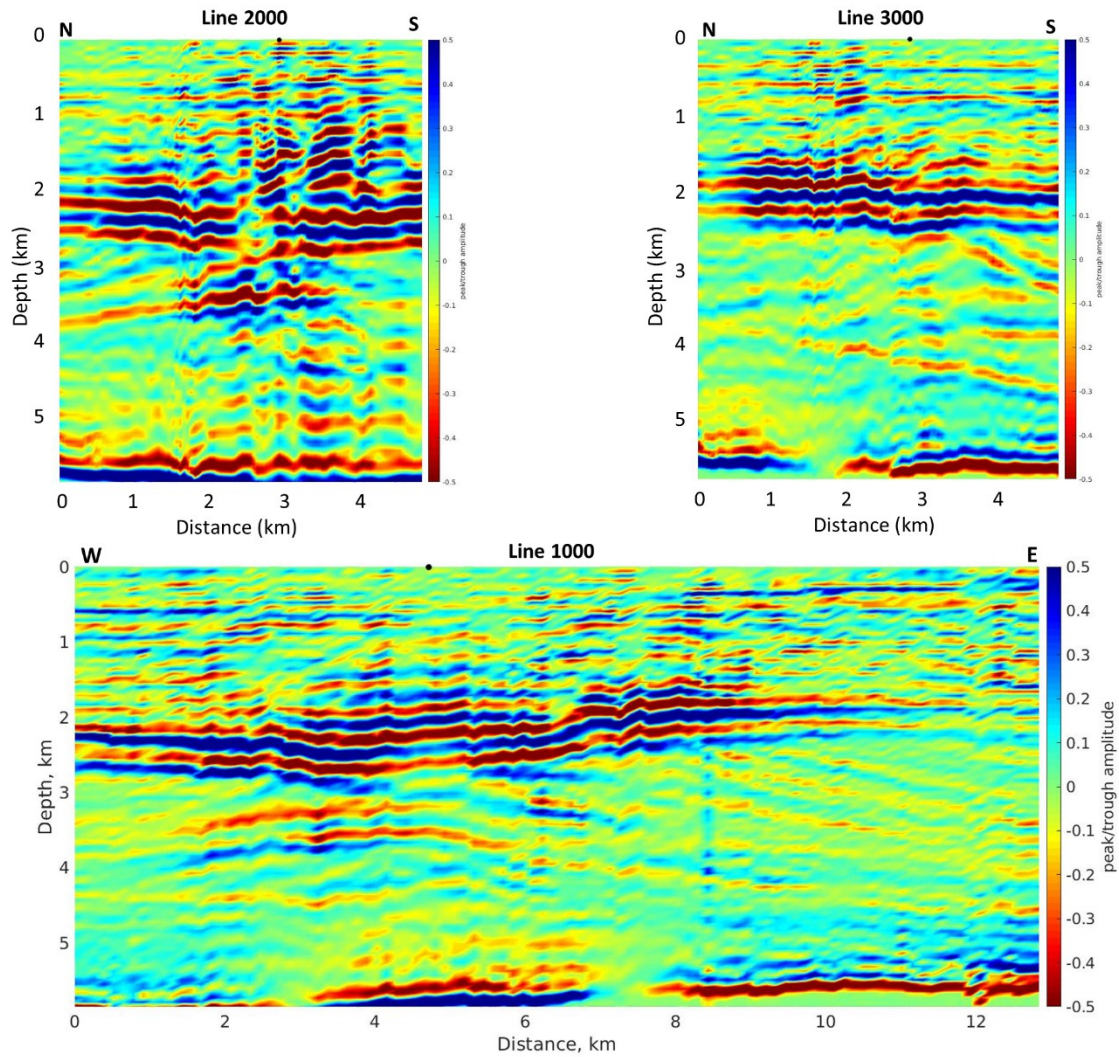 Line 2000
N S
0
1
2
3
4
5
Depth (km)
0 1 2 3 4
Distance (km)
0.5
0.4
0.3
0.2
0.1
0
-0.1
-0.2
-0.3
-0.4
-0.5
peak/trough amplitude
Line 3000
N S
0
1
2
3
4
5
Depth (km)
0 1 2 3 4
Distance (km)
0.5
0.4
0.3
0.2
0.1
0
-0.1
-0.2
-0.3
-0.4
-0.5
peak/trough amplitude
Line 1000
W E
0
1
2
3
4
5
Depth, km
0 2 4 6 8 10 12
Distance, km
0.5
0.4
0.3
0.2
0.1
0
-0.1
-0.2
-0.3
-0.4
-0.5
peak/trough amplitude